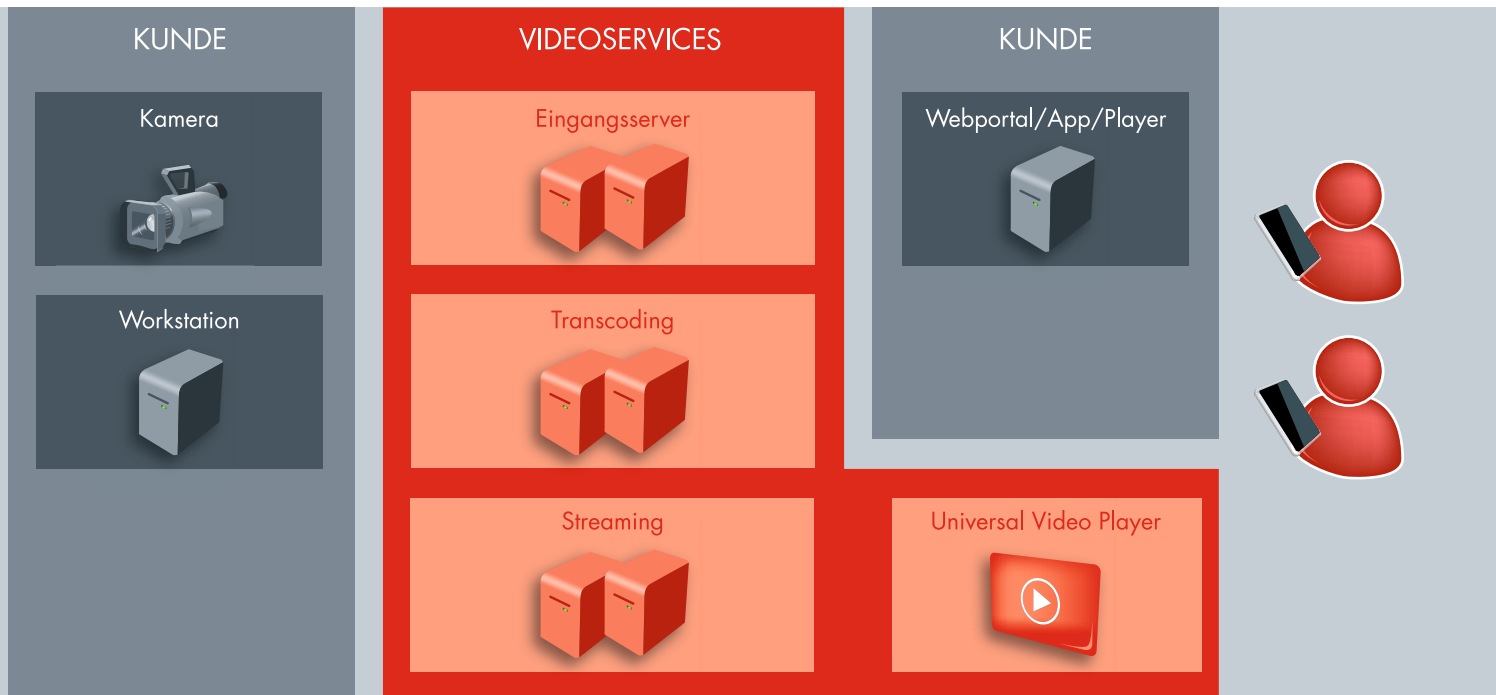 KUNDE
Kamera
Workstation
VIDEOSERVICES
Eingangsserver
Transcoding
Streaming
KUNDE
Webportal/App/Player
Universal Video Player